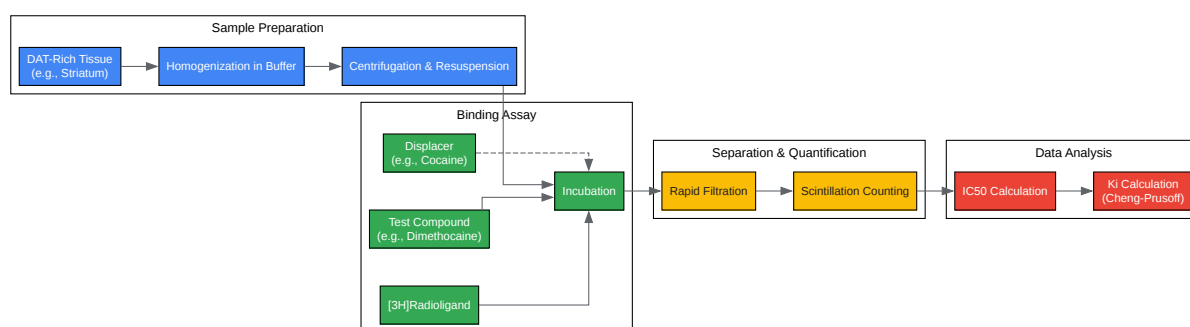 Sample Preparation
DAT-Rich Tissue
(e.g., Striatum)
Homogenization in Buffer
Centrifugation & Resuspension
Binding Assay
Displacer
(e.g., Cocaine)
Incubation
Test Compound
(e.g., Dimethocaine)
[3H]Radioligand
Separation & Quantification
Rapid Filtration
Scintillation Counting
Data Analysis
IC50 Calculation
Ki Calculation
(Cheng-Prusoff)